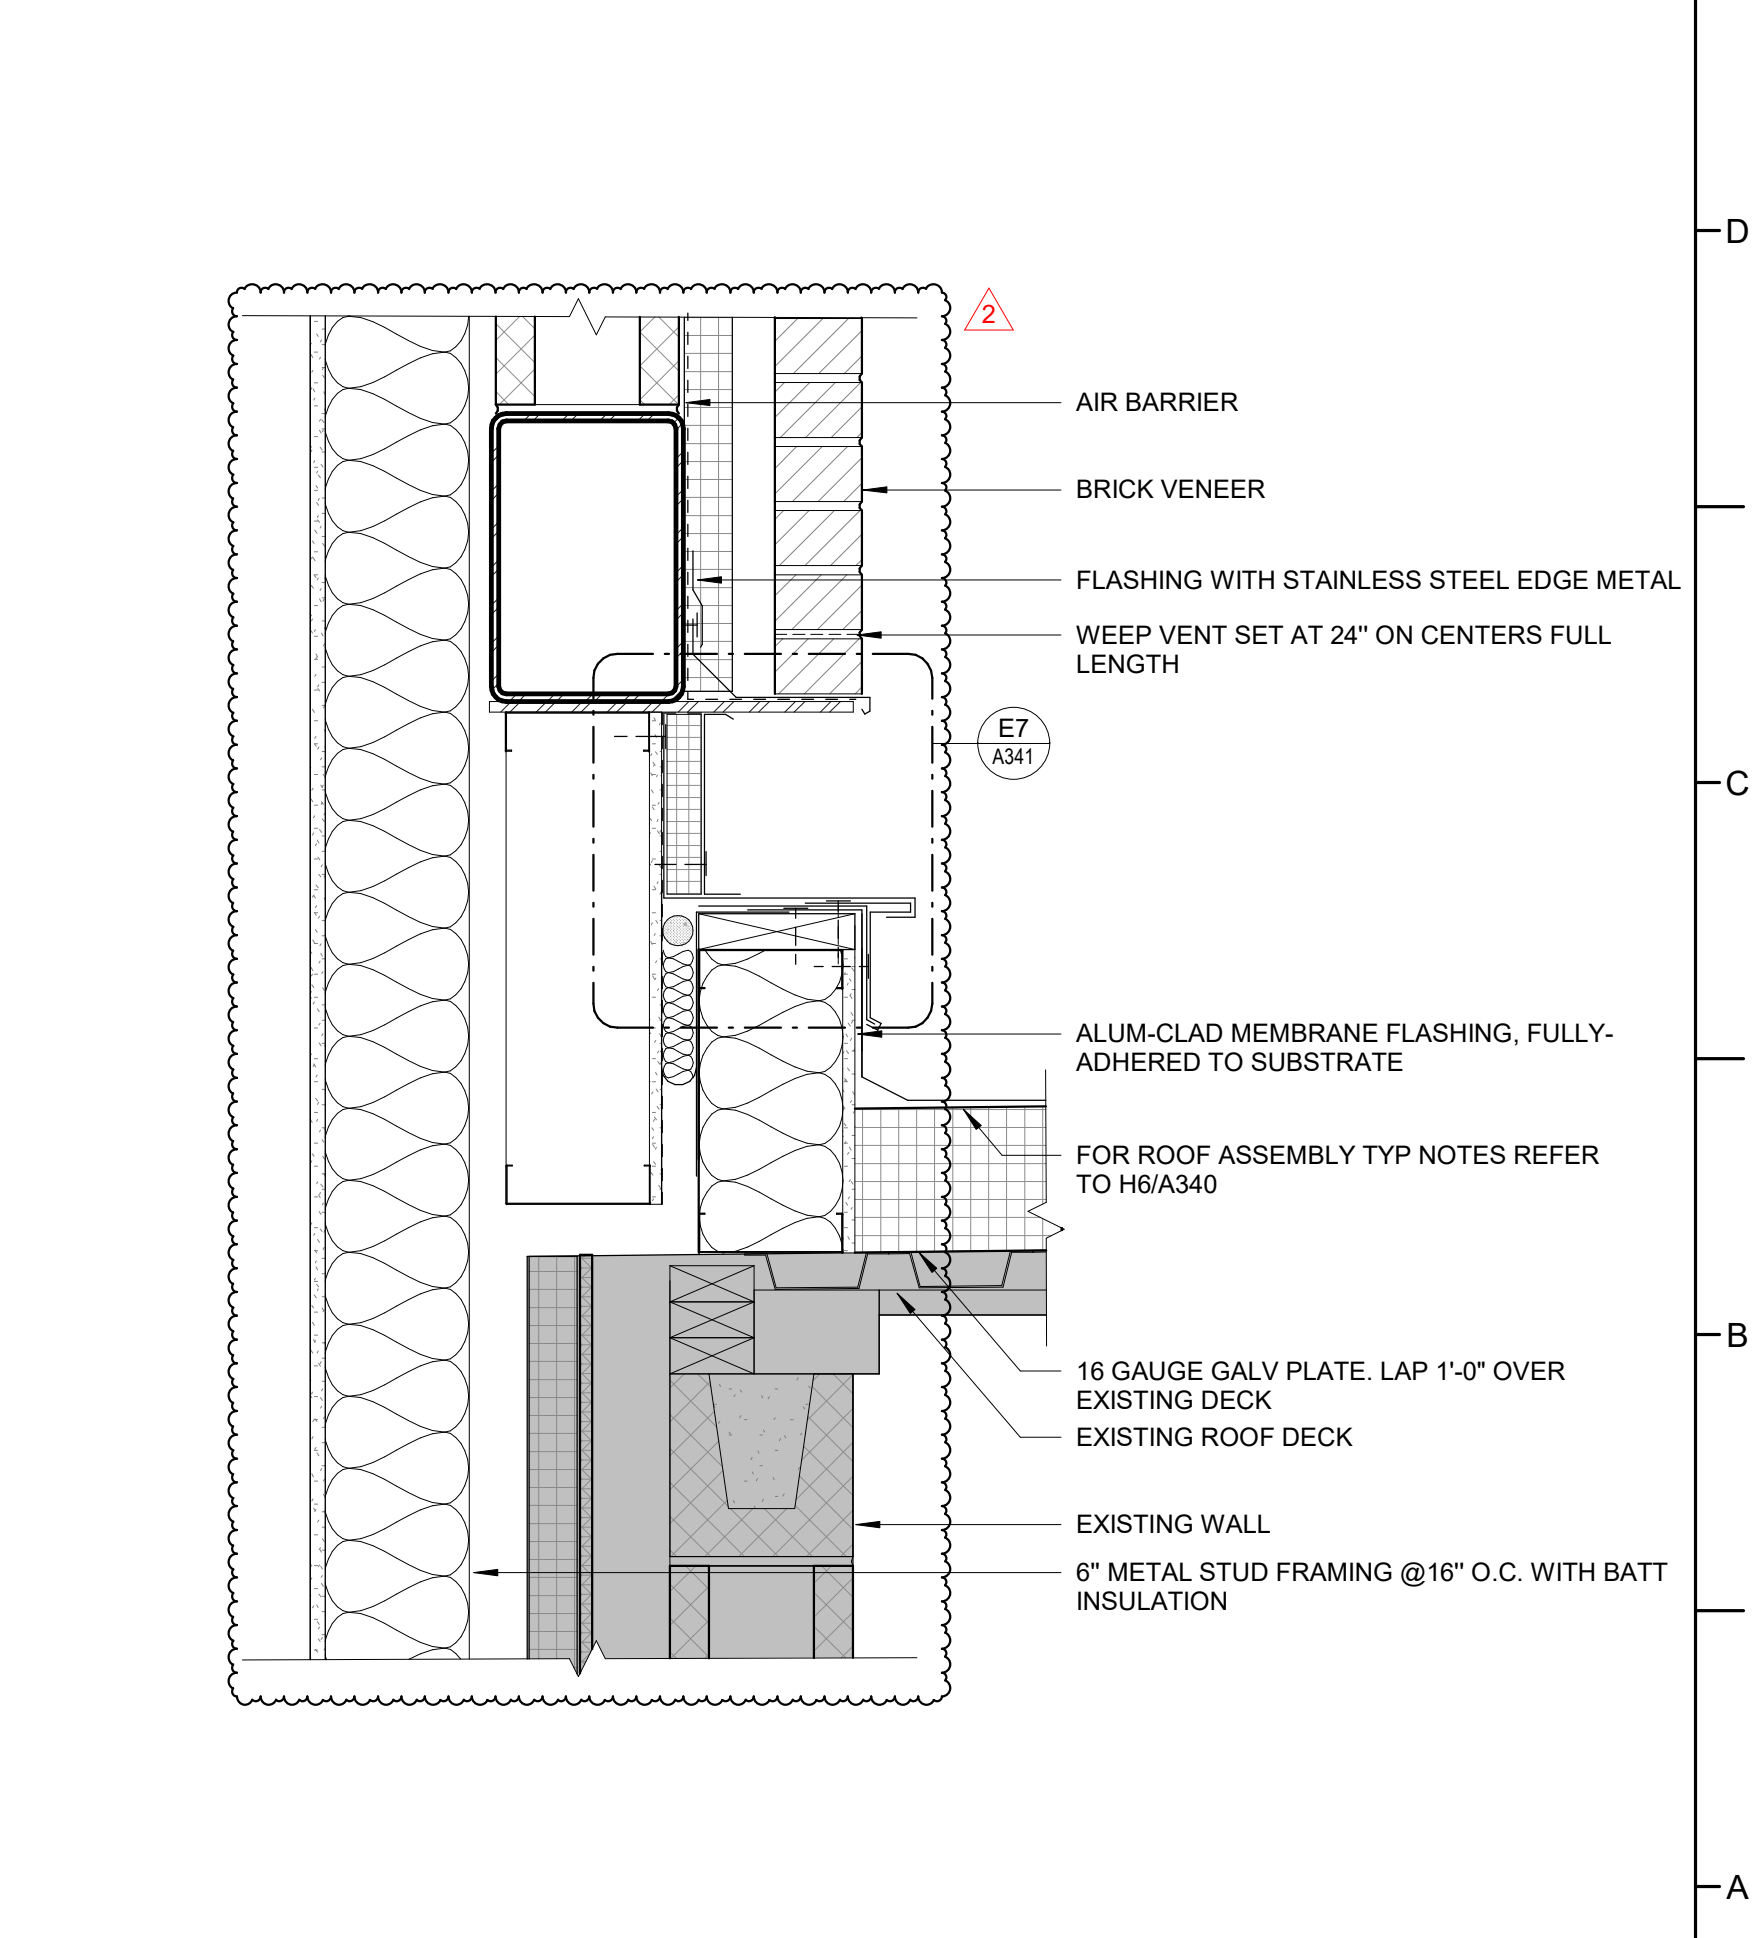 D
2
AIR BARRIER
BRICK VENEER
FLASHING WITH STAINLESS STEEL EDGE METAL
WEEP VENT SET AT 24" ON CENTERS FULL
LENGTH
E7
A341
C
ALUM-CLAD MEMBRANE FLASHING, FULLY-
ADHERED TO SUBSTRATE
FOR ROOF ASSEMBLY TYP NOTES REFER
TO H6/A340
B
16 GAUGE GALV PLATE. LAP 1'-0" OVER
EXISTING DECK
EXISTING ROOF DECK
EXISTING WALL
6" METAL STUD FRAMING @16" O.C. WITH BATT
INSULATION
A